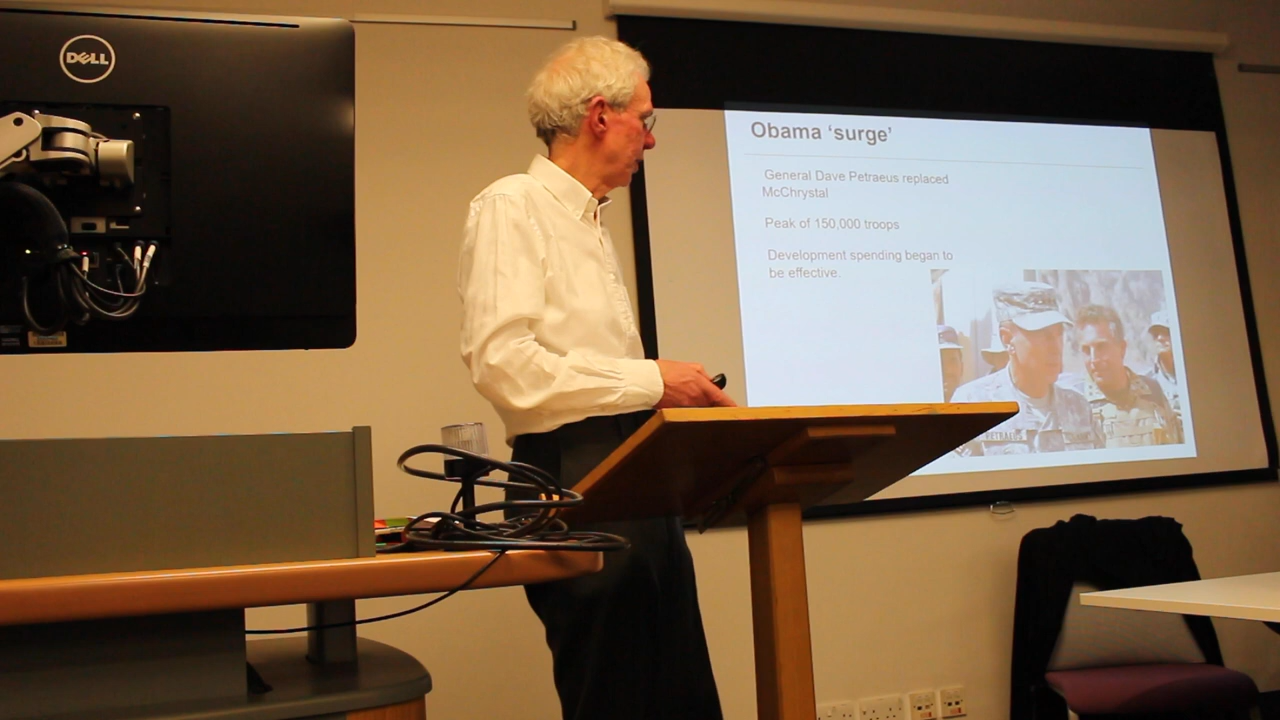 DELL
Obama ‘surge’
General Dave Petraeus replaced
McChrystal
Peak of 150,000 troops
Development spending began to
be effective.
PETRAEUS